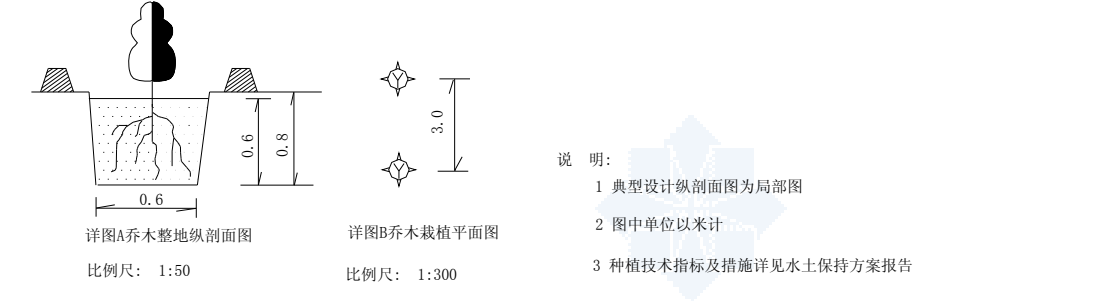 0.6
0.8
0.6
详图A乔木整地纵剖面图
比例尺: 1:50
3.0
详图B乔木栽植平面图
比例尺: 1:300
说 明:
1 典型设计纵剖面图为局部图
2 图中单位以米计
3 种植技术指标及措施详见水土保持方案报告